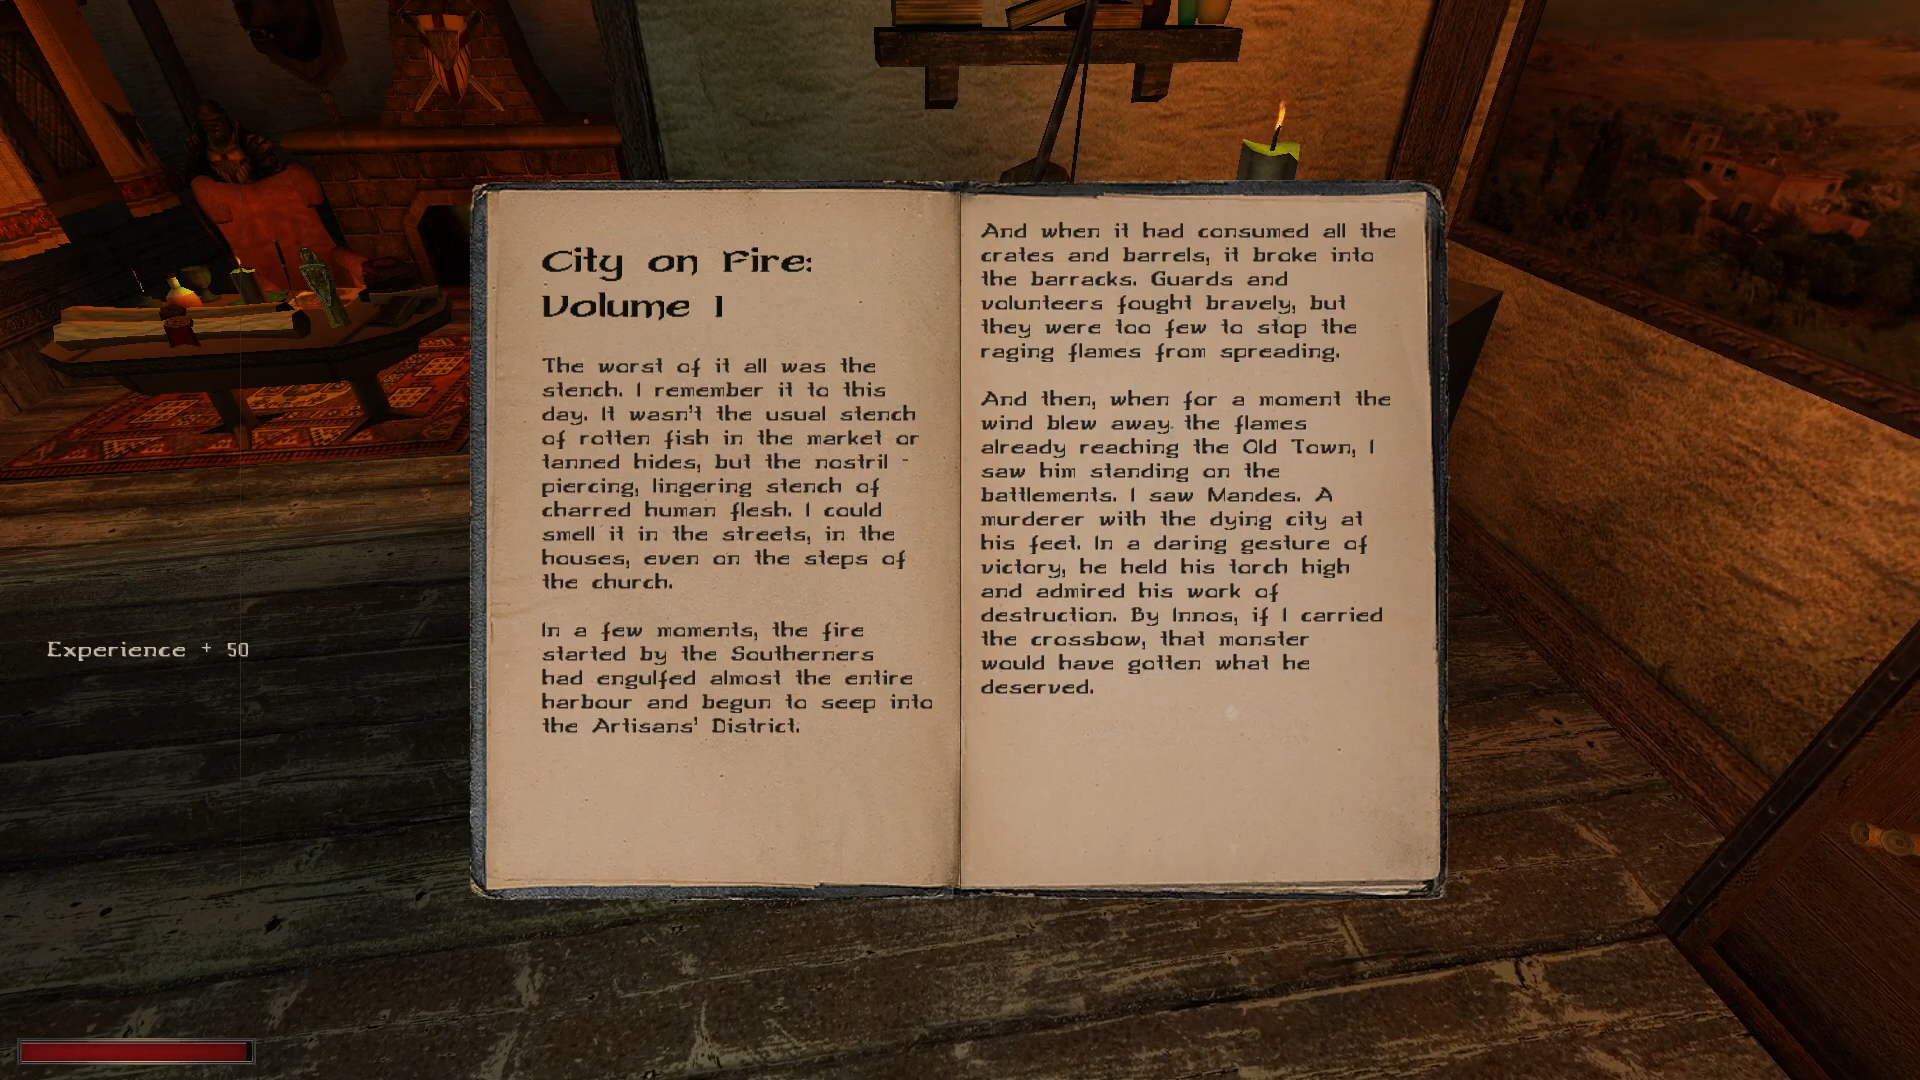 City on Fire:
Volume I
The worst of it all was the
stench. I remember it to this
day. It wasn't the usual stench
of rotten fish in the market or
tanned hides, but the nostril -
piercing, lingering stench of
charred human flesh. I could
smell it in the streets, in the
houses, even on the steps of
the church.
In a few moments, the fire
started by the Southerners
had engulfed almost the entire
harbour and begun to seep into
the Artisans' District.
And when it had consumed all the
crates and barrels, it broke into
the barracks. Guards and
volunteers fought bravely, but
they were too few to stop the
raging flames from spreading.
And then, when for a moment the
wind blew away the flames
already reaching the Old Town, I
saw him standing on the
battlements. I saw Mandes. A
murderer with the dying city at
his feet. In a daring gesture of
victory, he held his torch high
and admired his work of
destruction. By Innos, if I carried
the crossbow, that monster
would have gotten what he
deserved.
Experience + 50